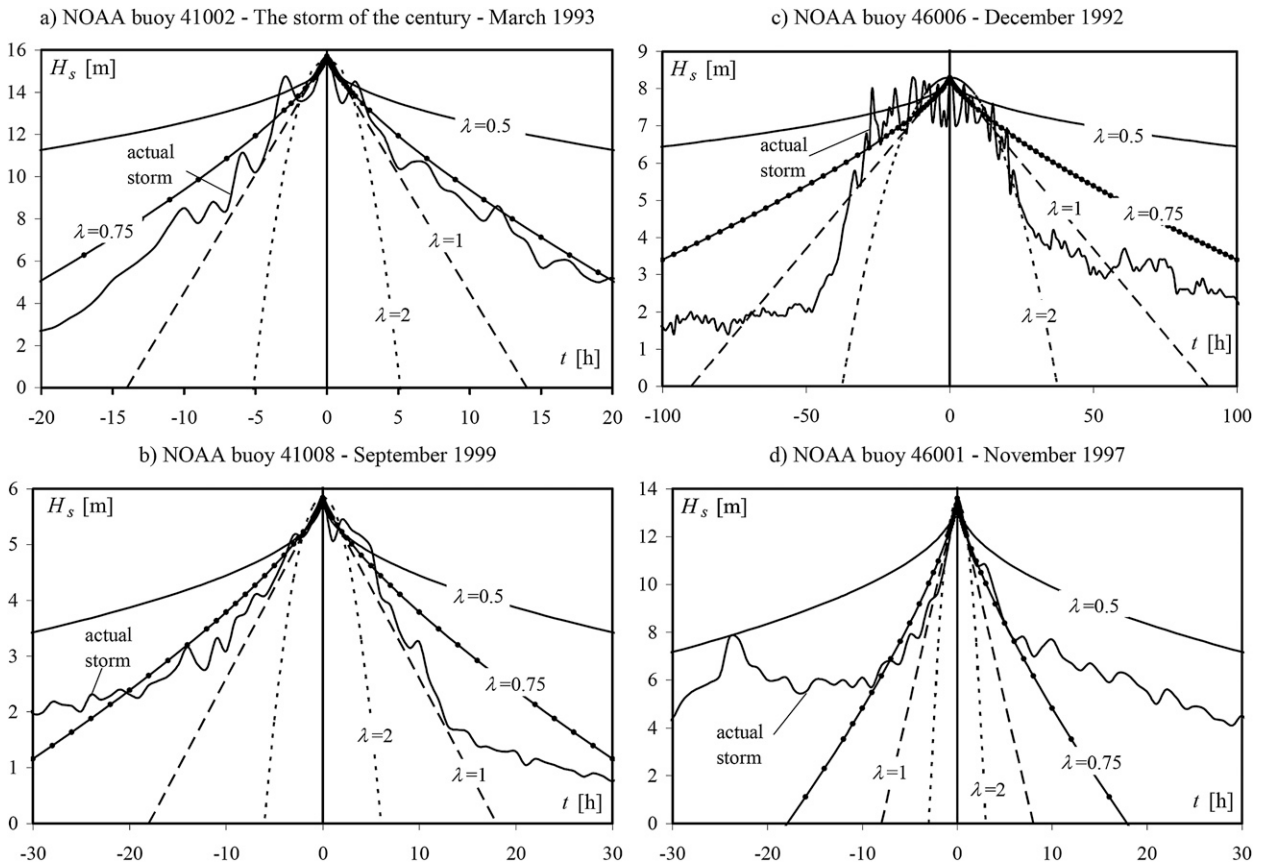 a) NOAA buoy 41002 - The storm of the century - March 1993
16
14
12
10
8
6
4
2
0
H_s [m]
λ=0.5
actual
storm
λ=0.75
λ=1
λ=2
t [h]
-20 -15 -10 -5 0 5 10 15 20
c) NOAA buoy 46006 - December 1992
9
8
7
6
5
4
3
2
1
0
H_s [m]
λ=0.5
actual
storm
λ=1
λ=0.75
λ=2
t [h]
-100 -50 0 50 100
b) NOAA buoy 41008 - September 1999
6
5
4
3
2
1
0
H_s [m]
λ=0.5
actual
storm
λ=0.75
λ=2
λ=1
t [h]
-30 -20 -10 0 10 20 30
d) NOAA buoy 46001 - November 1997
14
12
10
8
6
4
2
0
H_s [m]
λ=0.5
actual
storm
λ=1
λ=2
λ=0.75
t [h]
-30 -20 -10 0 10 20 30